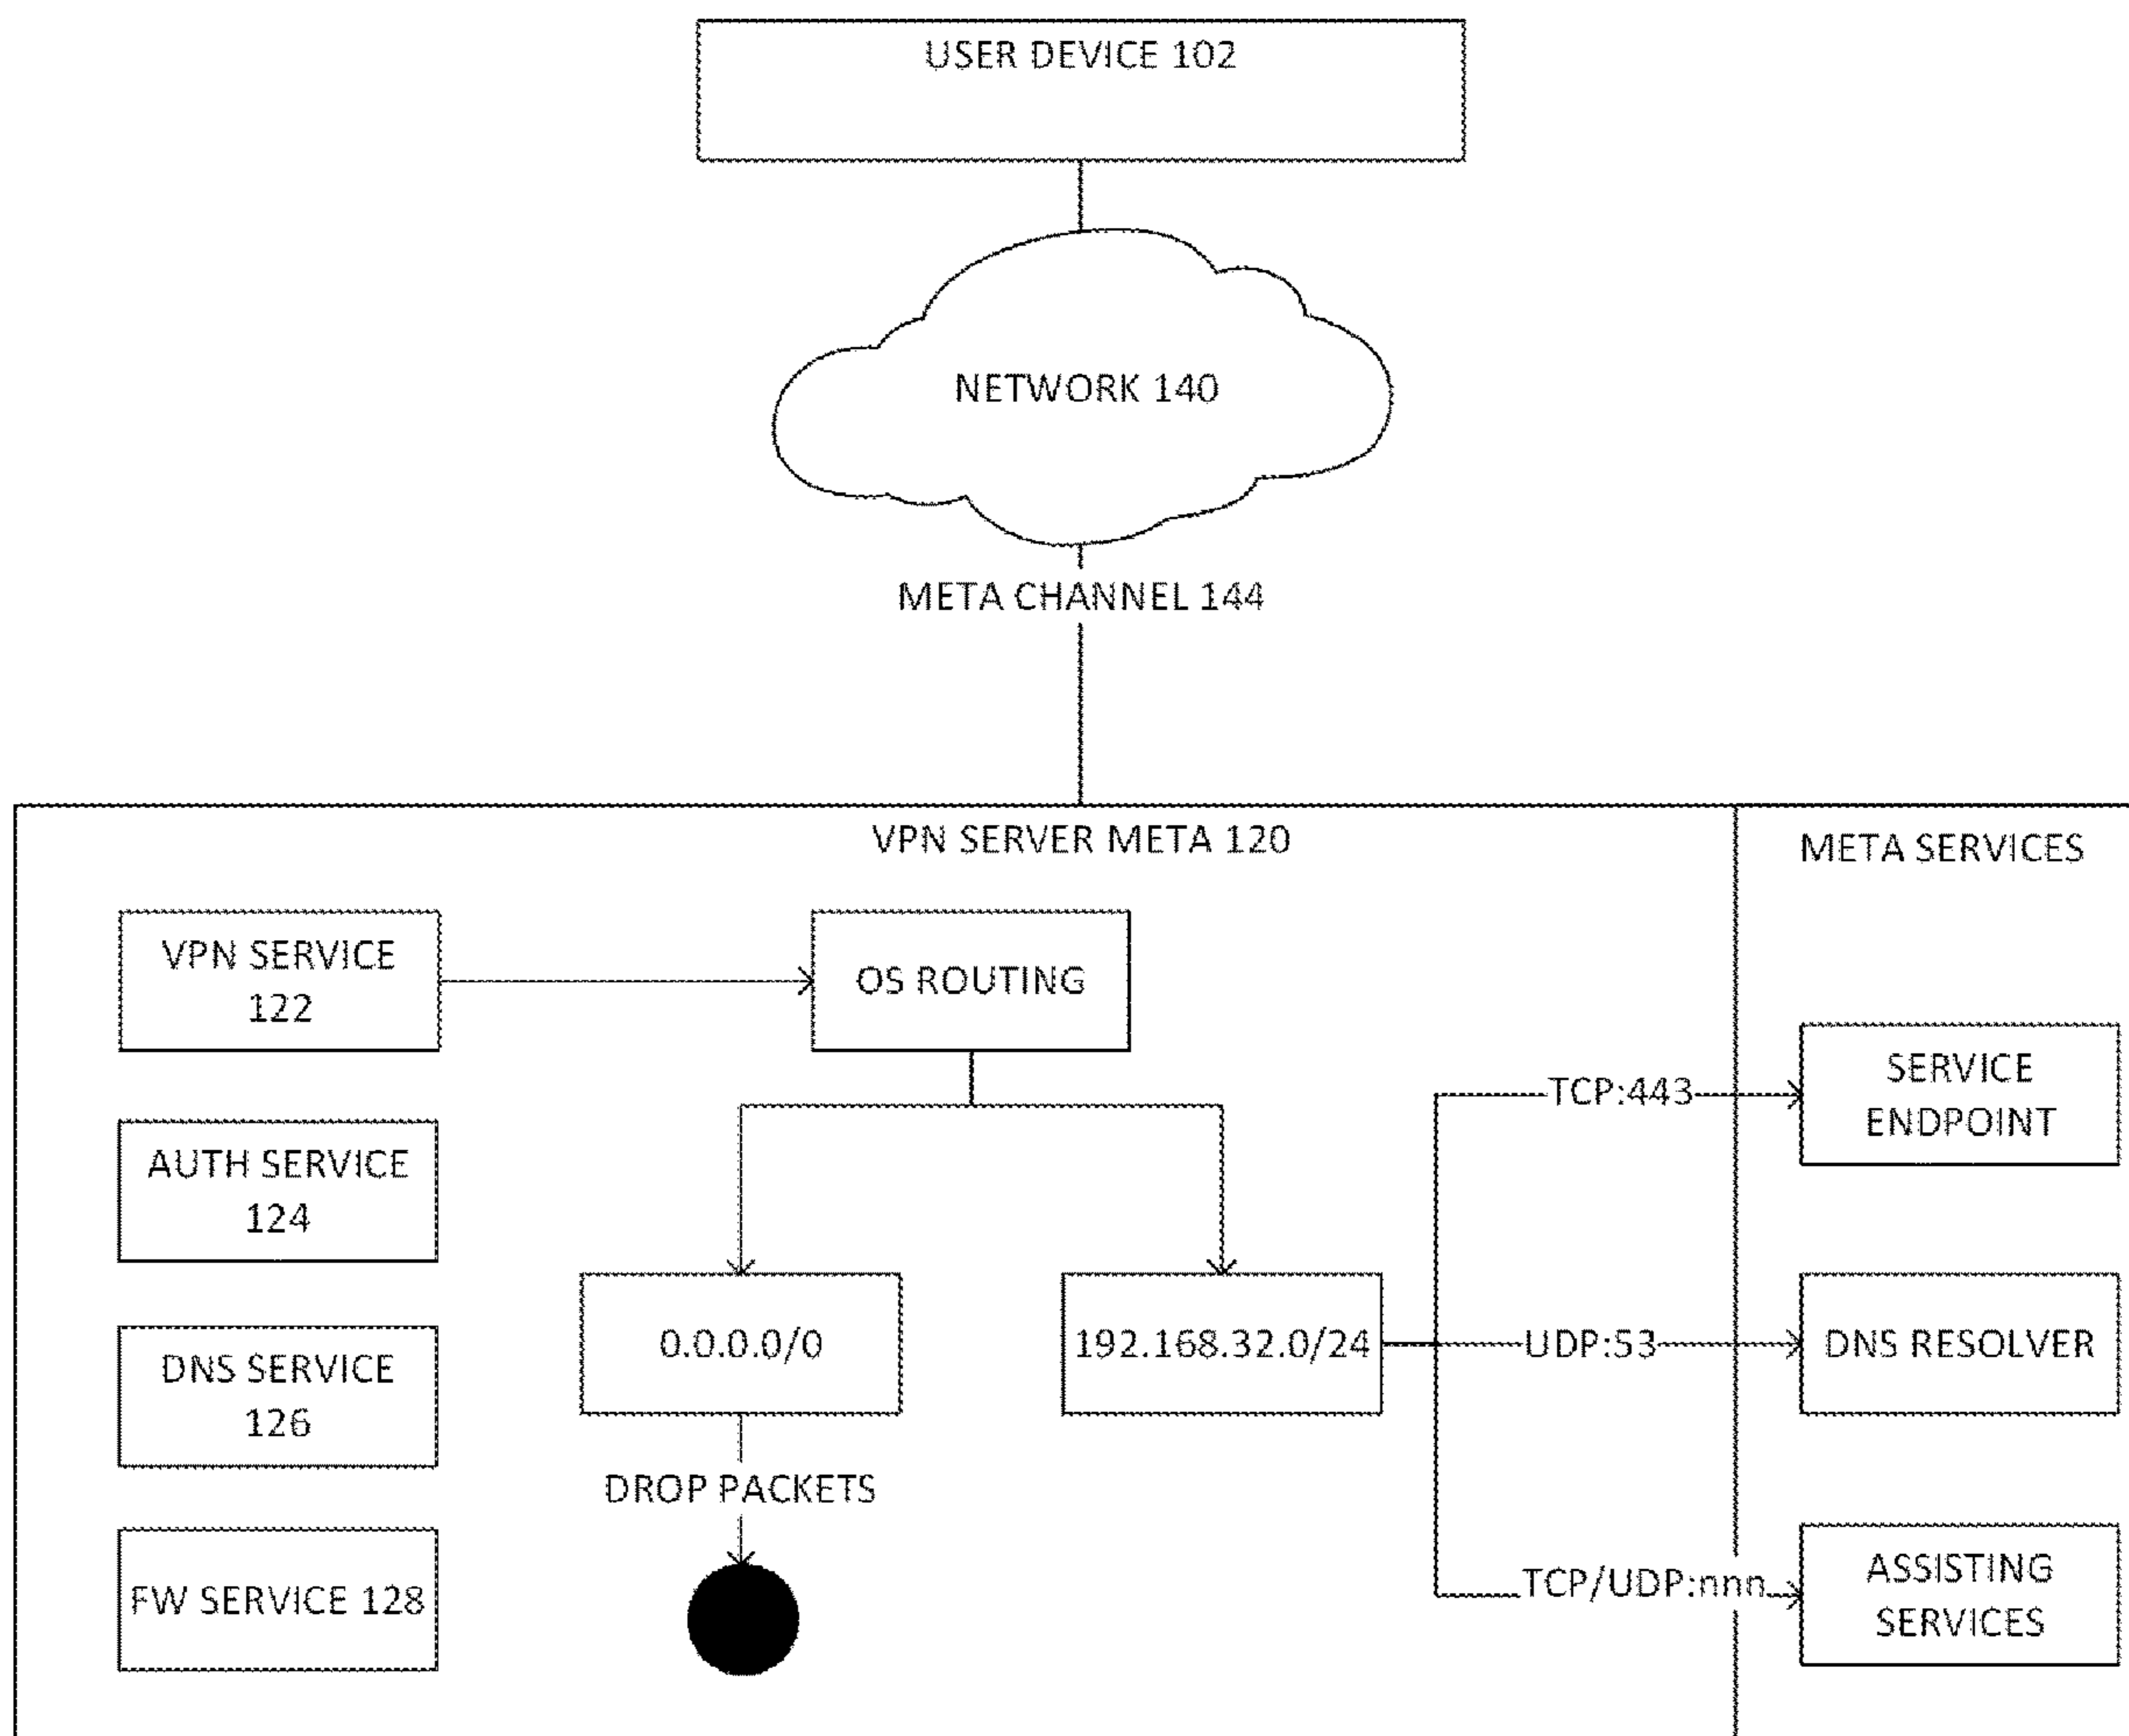 USER DEVICE 102
NETWORK 140
META CHANNEL 144
VPN SERVER META 120
META SERVICES
VPN SERVICE
122
OS ROUTING
SERVICE
ENDPOINT
TCP:443
AUTH SERVICE
124
0.0.0.0/0
192.168.32.0/24
UDP:53
DNS RESOLVER
DNS SERVICE
126
DROP PACKETS
FW SERVICE 128
TCP/UDP:nnn
ASSISTING
SERVICES